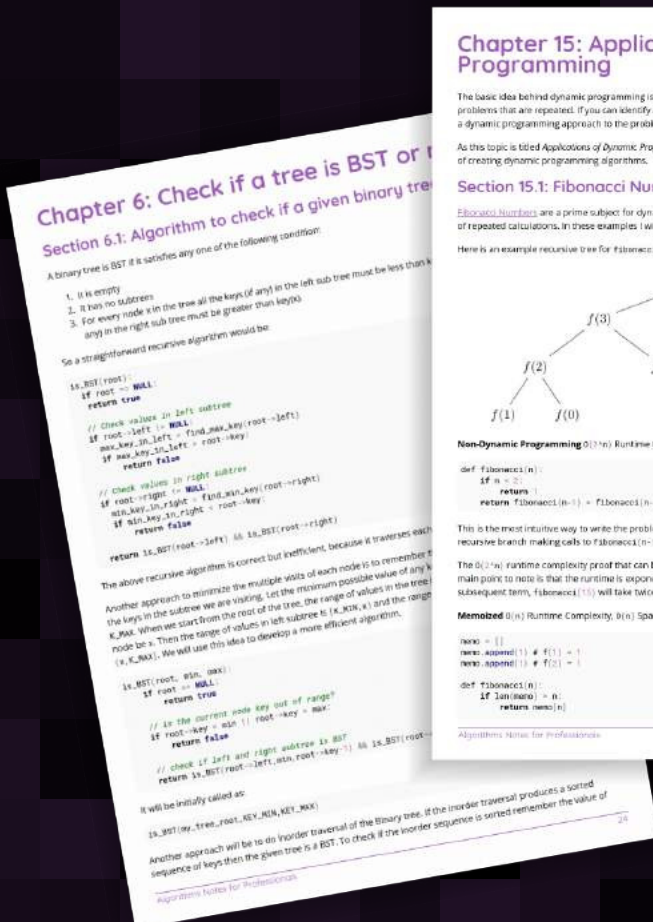 Chapter 6: Check if a tree is BST or
Section 6.1: Algorithm to check if a given binary tre
A binary tree is BST if it satisfies any one of the following condition:
1. It is empty
2. It has no subtrees
3. For every node x in the tree all the keys (if any) in the left sub tree must be less than k
any) in the right sub tree must be greater than key(x).
So a straightforward recursive algorithm would be:
is_BST(root):
if root == NULL:
return true
// Check values in left subtree
if root->left != NULL:
max_key_in_left = find_max_key(root->left)
if max_key_in_left > root->key:
return false
// Check values in right subtree
if root->right != NULL:
min_key_in_right = find_min_key(root->right)
if min_key_in_right < root->key:
return false
return is_BST(root->left) && is_BST(root->right)
The above recursive algorithm is correct but inefficient, because it traverses each
Another approach to minimize the multiple visits of each node is to remember t
the keys in the subtree we are visiting. Let the minimum possible value of any k
K_MAX. When we start from the root of the tree, the range of values in the tree
node be x. Then the range of values in left subtree is [K_MIN,x) and the range
(x,K_MAX]. We will use this idea to develop a more efficient algorithm.
is_BST(root, min, max):
if root == NULL:
return true
// is the current node key out of range?
if root->key < min || root->key > max:
return false
// check if left and right subtree is BST
return is_BST(root->left,min,root->key-1) && is_BST(root-
It will be initially called as:
is_BST(my_tree_root,KEY_MIN,KEY_MAX)
Another approach will be to do inorder traversal of the Binary tree. If the inorder traversal produces a sorted
sequence of keys then the given tree is a BST. To check if the inorder sequence is sorted remember the value of
Algorithms Notes for Professionals
24
Chapter 15: Applic
Programming
The basic idea behind dynamic programming is
problems that are repeated. If you can identify
a dynamic programming approach to the probl
As this topic is titled Applications of Dynamic Pro
of creating dynamic programming algorithms.
Section 15.1: Fibonacci Nu
Fibonacci Numbers are a prime subject for dyn
of repeated calculations. In these examples I wi
Here is an example recursive tree for fibonacc
f(3)
f(2)
f(1) f(0)
Non-Dynamic Programming O(2^n) Runtime
def fibonacci(n):
if n < 2:
return 1
return fibonacci(n-1) + fibonacci(n-
This is the most intuitive way to write the probl
recursive branch making calls to fibonacci(n-
The O(2^n) runtime complexity proof that can b
main point to note is that the runtime is expon
subsequent term, fibonacci(15) will take twic
Memoized O(n) Runtime Complexity, O(n) Spa
memo = []
memo.append(1) # f(1) = 1
memo.append(1) # f(2) = 1
def fibonacci(n):
if len(memo) > n:
return memo[n]
Algorithms Notes for Professionals